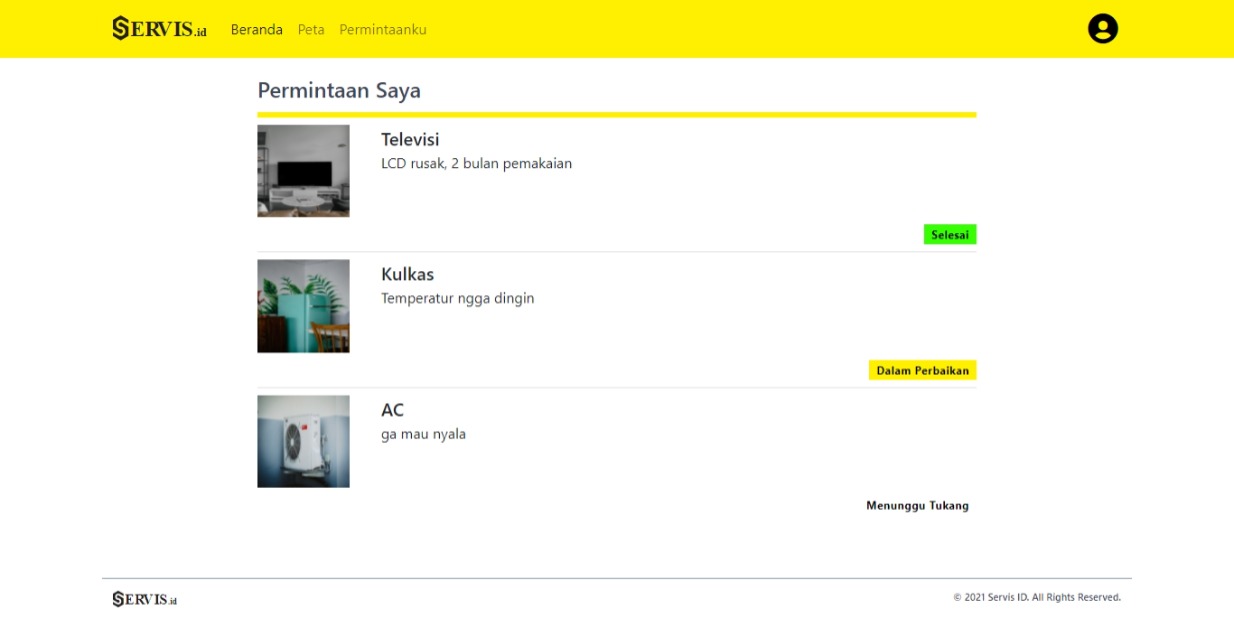 SERVIS.id Beranda Peta Permintaanku
Permintaan Saya
Televisi
LCD rusak, 2 bulan pemakaian
Selesai
Kulkas
Temperatur ngga dingin
Dalam Perbaikan
AC
ga mau nyala
Menunggu Tukang
SERVIS.id © 2021 Servis ID. All Rights Reserved.